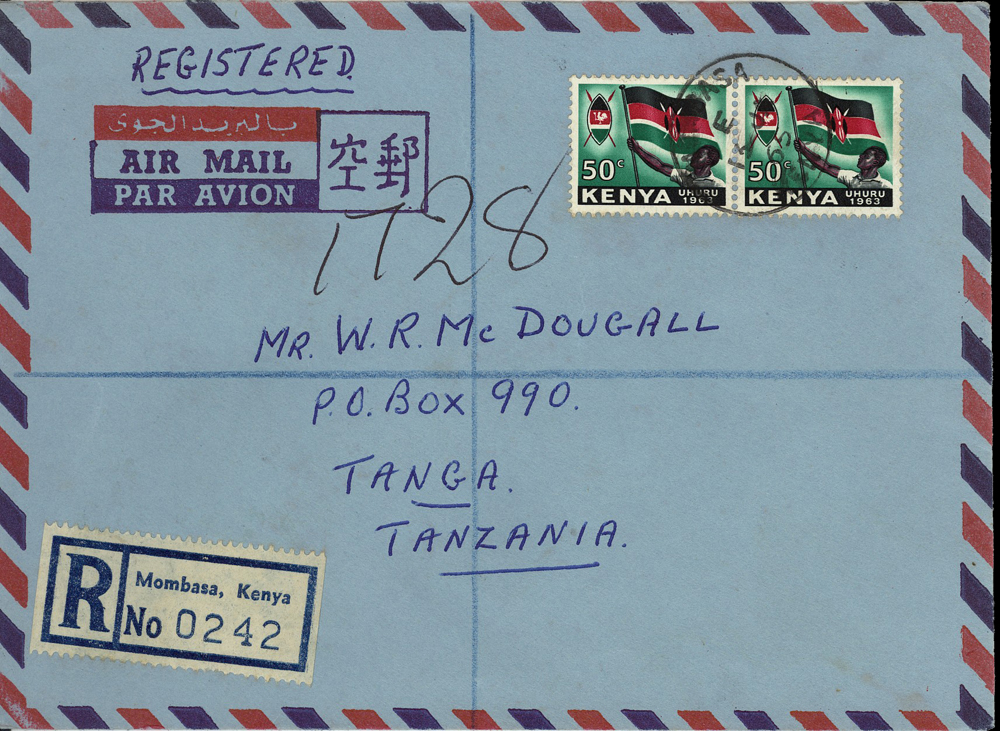 REGISTERED
بالبريد الجوى
AIR MAIL
PAR AVION
空郵
1728
50c
KENYA
UHURU
1963
50c
KENYA
UHURU
1963
MR. W. R. Mc DOUGALL
P.O. Box 990.
TANGA.
TANZANIA.
R
Mombasa, Kenya
No 0242